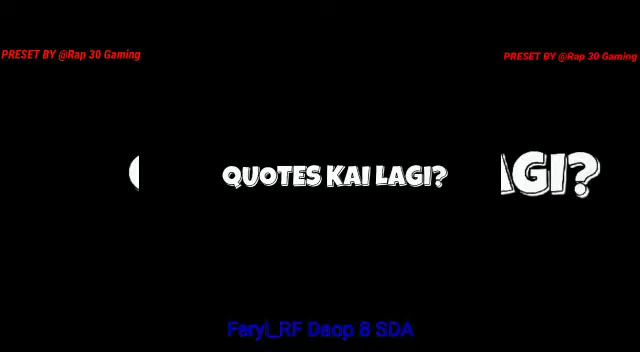 PRESET BY @Rap 30 Gaming
PRESET BY @Rap 30 Gaming
QUOTES KAI LAGI?
AGI?
Feryl_RF Daop 8 SDA